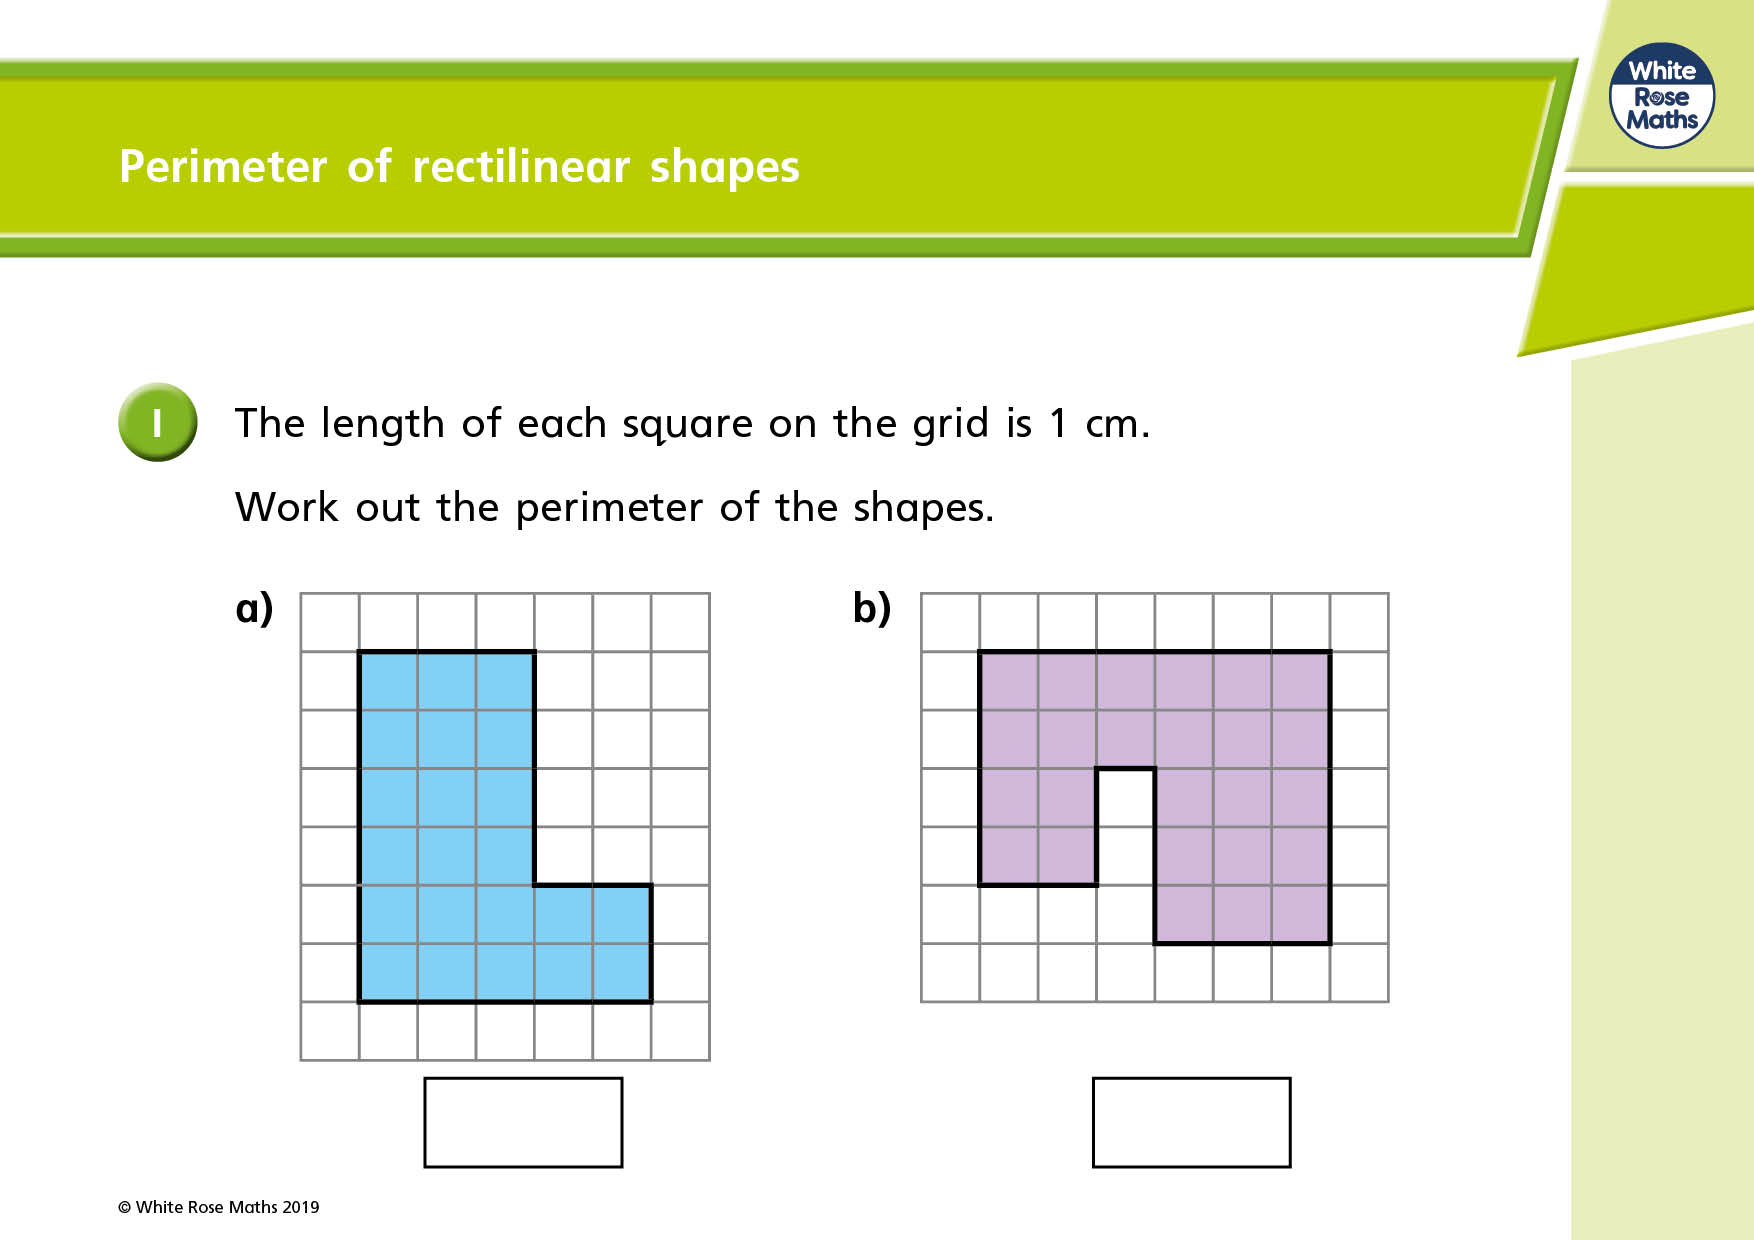 White
Rose
Maths
Perimeter of rectilinear shapes
1 The length of each square on the grid is 1 cm.
Work out the perimeter of the shapes.
a) b)
© White Rose Maths 2019